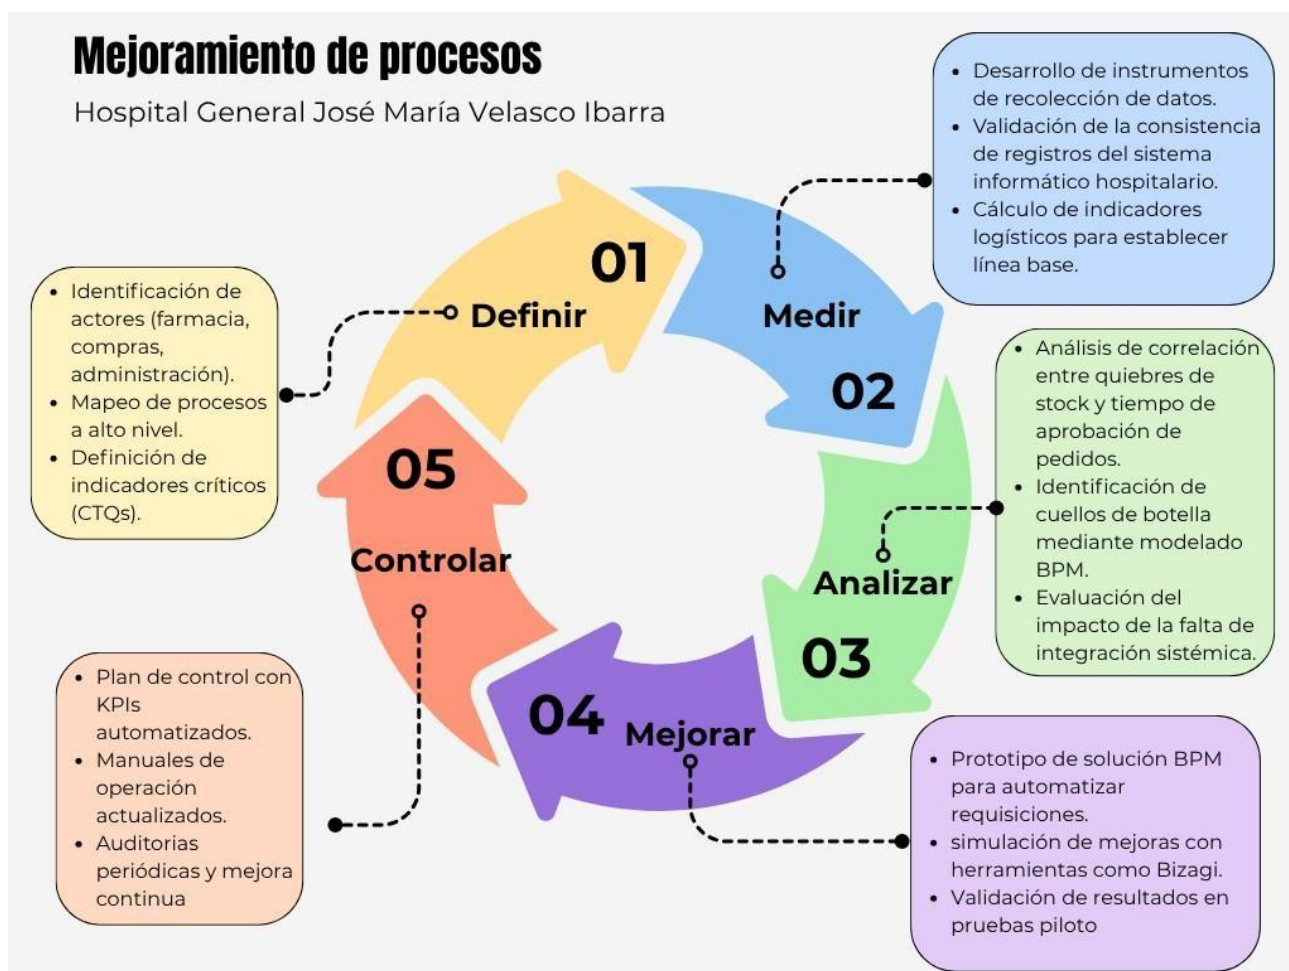 Mejoramiento de procesos
Hospital General José María Velasco Ibarra
01
Definir
• Identificación de
actores (farmacia,
compras,
administración).
• Mapeo de procesos
a alto nivel.
• Definición de
indicadores críticos
(CTQs).
Medir
02
• Desarrollo de instrumentos
de recolección de datos.
• Validación de la consistencia
de registros del sistema
informático hospitalario.
• Cálculo de indicadores
logísticos para establecer
línea base.
Analizar
03
• Análisis de correlación
entre quiebres de
stock y tiempo de
aprobación de
pedidos.
• Identificación de
cuellos de botella
mediante modelado
BPM.
• Evaluación del
impacto de la falta de
integración sistémica.
04
Mejorar
• Prototipo de solución BPM
para automatizar
requisiciones.
• simulación de mejoras con
herramientas como Bizagi.
• Validación de resultados en
pruebas piloto
05
Controlar
• Plan de control con
KPIs
automatizados.
• Manuales de
operación
actualizados.
• Auditorias
periódicas y mejora
continua